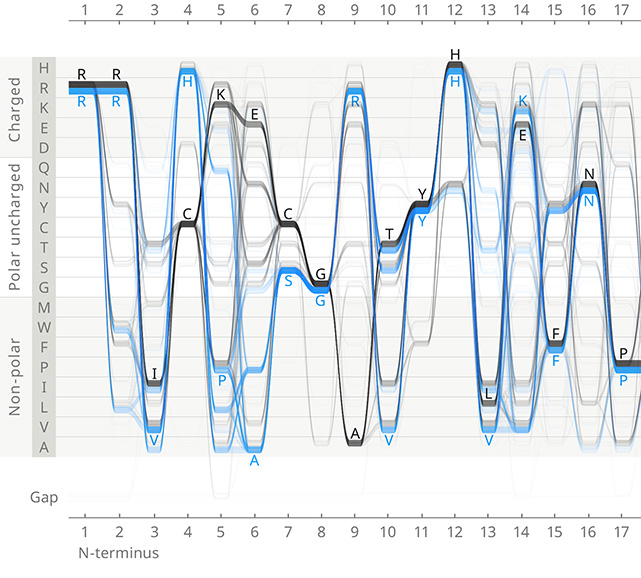 1 2 3 4 5 6 7 8 9 10 11 12 13 14 15 16 17
Charged
Polar uncharged
Non-polar
H
R
K
E
D
Q
N
Y
C
T
S
G
M
W
F
P
I
L
V
A
Gap
R R I C K E C G A T Y H L E F N P
R R V H P A S G R V Y H V K F N P
1 2 3 4 5 6 7 8 9 10 11 12 13 14 15 16 17
N-terminus